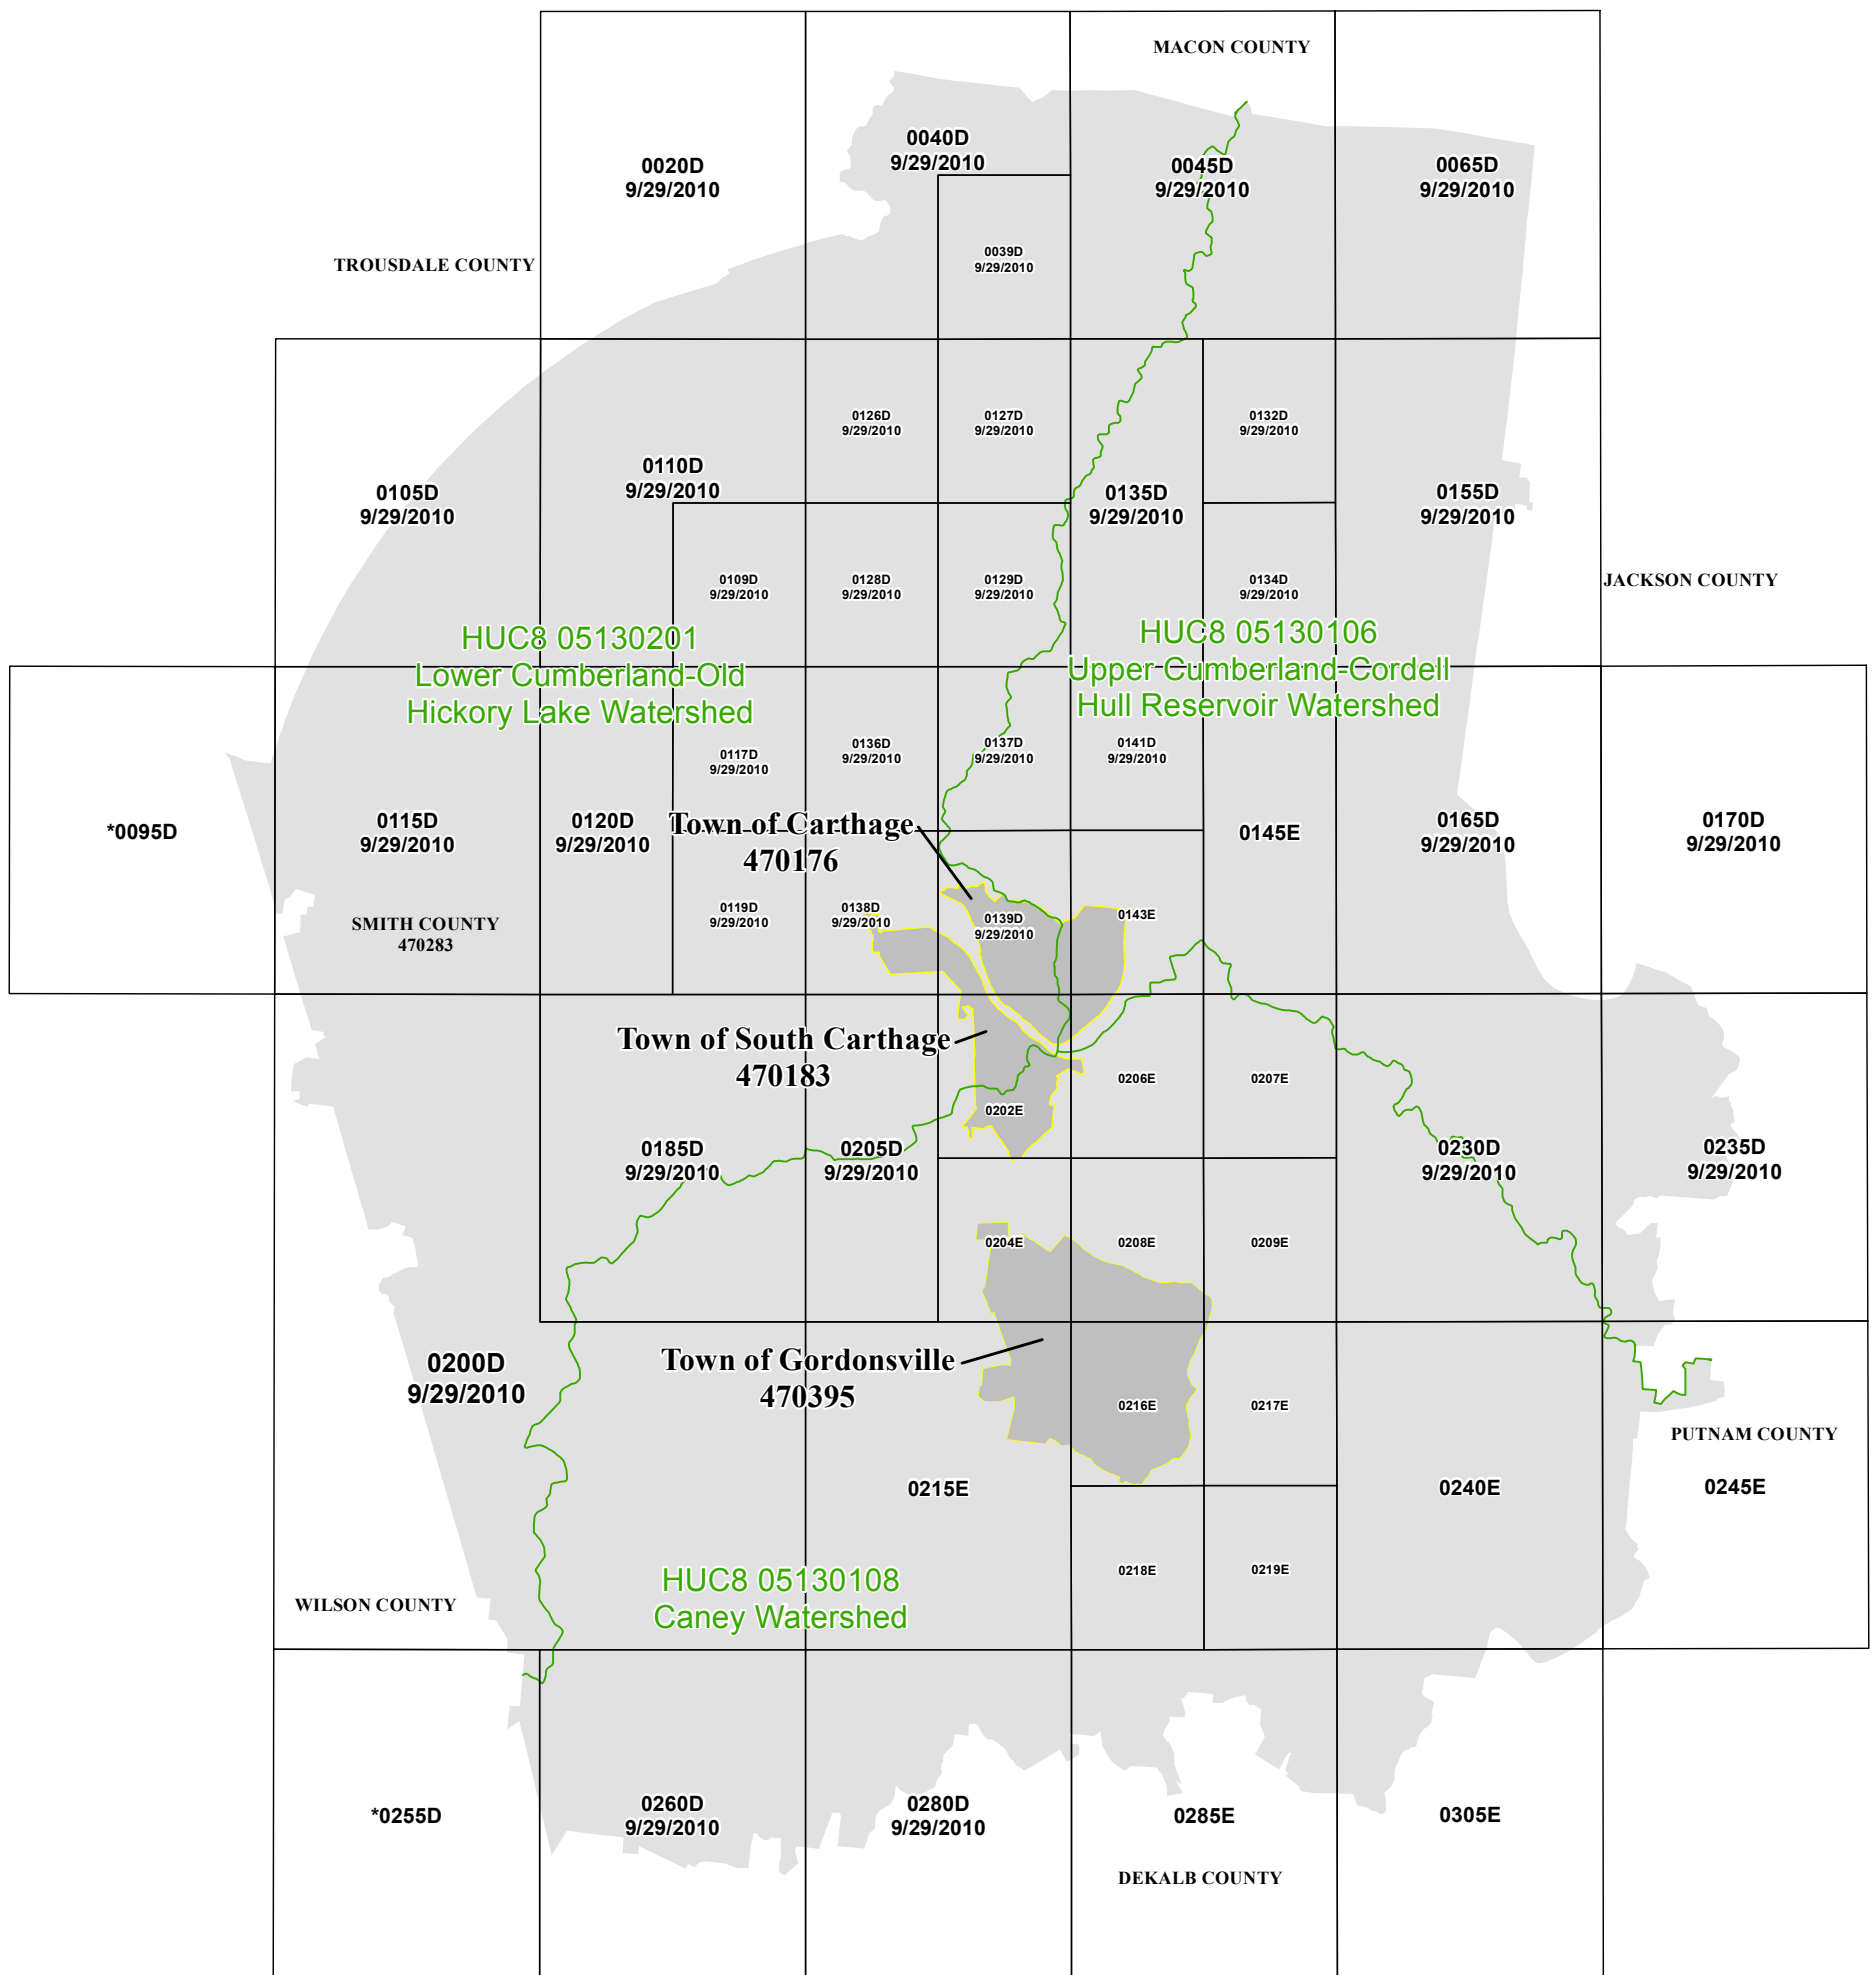 MACON COUNTY
0040D
9/29/2010
0020D
9/29/2010
0045D
9/29/2010
0065D
9/29/2010
0039D
9/29/2010
TROUSDALE COUNTY
0126D
9/29/2010
0127D
9/29/2010
0132D
9/29/2010
0110D
9/29/2010
0105D
9/29/2010
0135D
9/29/2010
0155D
9/29/2010
0109D
9/29/2010
0128D
9/29/2010
0129D
9/29/2010
0134D
9/29/2010
JACKSON COUNTY
HUC8 05130201
Lower Cumberland-Old
Hickory Lake Watershed
HUC8 05130106
Upper Cumberland-Cordell
Hull Reservoir Watershed
0117D
9/29/2010
0136D
9/29/2010
0137D
9/29/2010
0141D
9/29/2010
*0095D
0115D
9/29/2010
0120D
9/29/2010
Town of Carthage
470176
0145E
0165D
9/29/2010
0170D
9/29/2010
SMITH COUNTY
470283
0119D
9/29/2010
0138D
9/29/2010
0139D
9/29/2010
0143E
Town of South Carthage
470183
0206E
0207E
0202E
0185D
9/29/2010
0205D
9/29/2010
0230D
9/29/2010
0235D
9/29/2010
0204E
0208E
0209E
0200D
9/29/2010
Town of Gordonsville
470395
0216E
0217E
PUTNAM COUNTY
0215E
0240E
0245E
0218E
0219E
HUC8 05130108
Caney Watershed
WILSON COUNTY
*0255D
0260D
9/29/2010
0280D
9/29/2010
0285E
0305E
DEKALB COUNTY